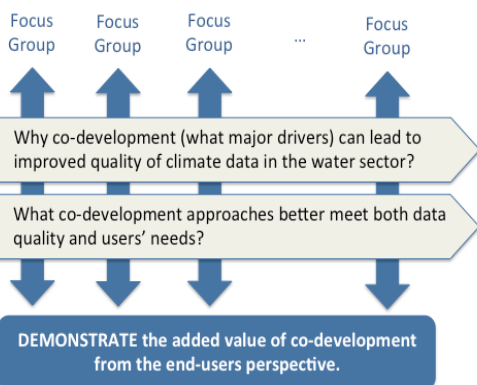 Focus
Group
Focus
Group
Focus
Group
...
Focus
Group
Why co-development (what major drivers) can lead to
improved quality of climate data in the water sector?
What co-development approaches better meet both data
quality and users' needs?
DEMONSTRATE the added value of co-development
from the end-users perspective.